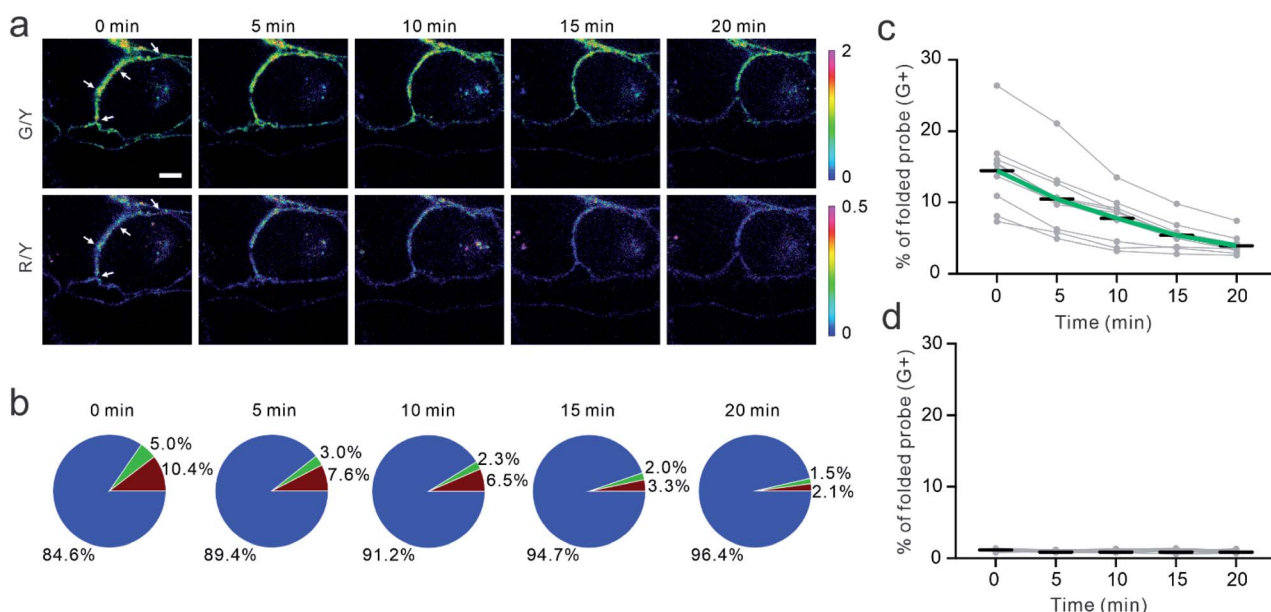 a
0 min 5 min 10 min 15 min 20 min
G/Y
2
0
R/Y
0.5
0
b
0 min 5 min 10 min 15 min 20 min
5.0% 3.0% 2.3% 2.0% 1.5%
10.4% 7.6% 6.5% 3.3% 2.1%
84.6% 89.4% 91.2% 94.7% 96.4%
c
% of folded probe (G+)
30
20
10
0
0 5 10 15 20
Time (min)
d
% of folded probe (G+)
30
20
10
0
0 5 10 15 20
Time (min)